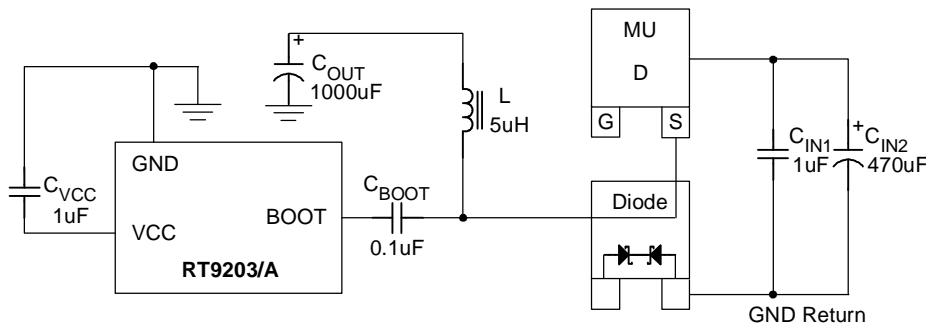 MU
D
G S
+
C_OUT
1000uF
L
5uH
GND
C_VCC
1uF
VCC
BOOT
RT9203/A
C_BOOT
0.1uF
Diode
C_IN1
1uF
+
C_IN2
470uF
GND Return